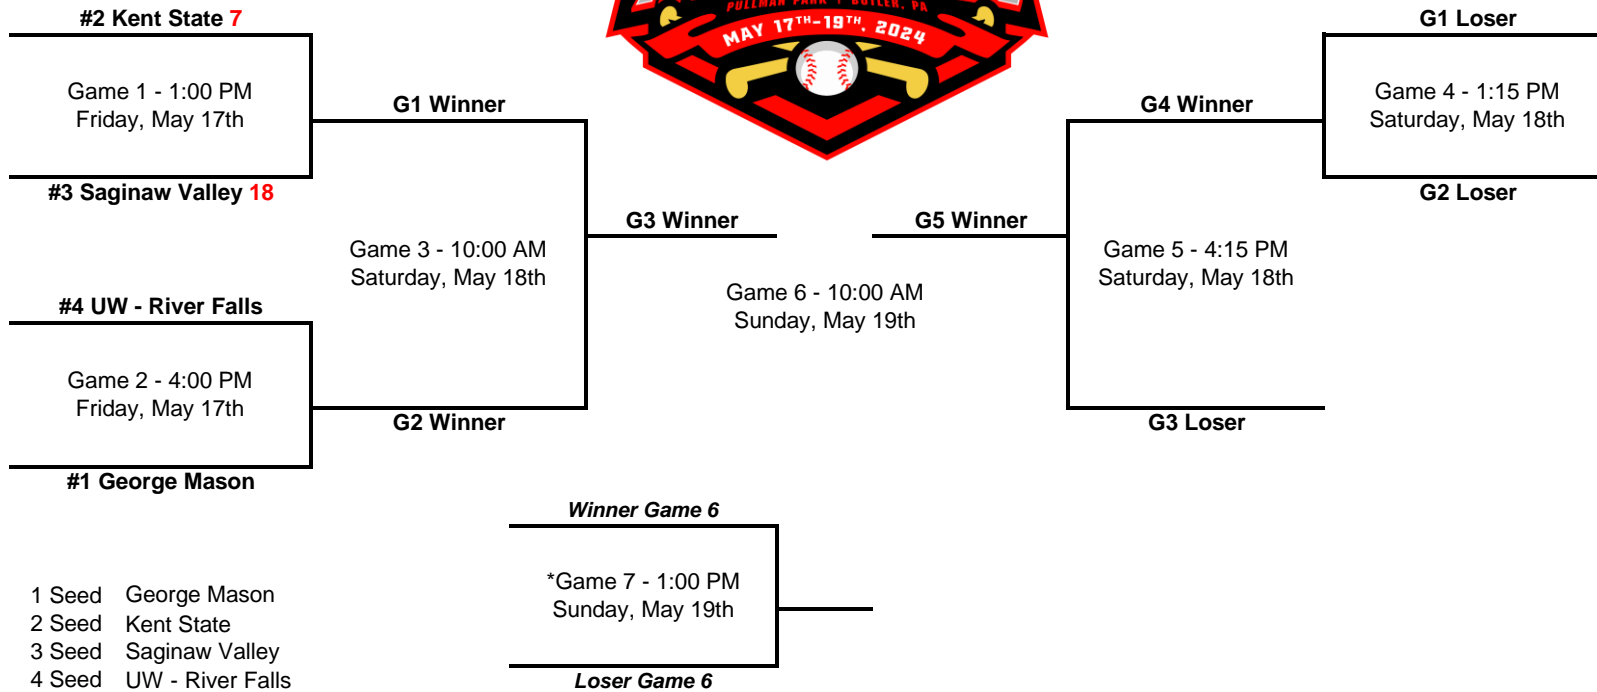 PULLMAN PARK | BUTLER, PA
MAY 17TH-19TH, 2024
#2 Kent State 7
Game 1 - 1:00 PM
Friday, May 17th
#3 Saginaw Valley 18
G1 Winner
Game 3 - 10:00 AM
Saturday, May 18th
#4 UW - River Falls
Game 2 - 4:00 PM
Friday, May 17th
#1 George Mason
G2 Winner
G3 Winner
Game 6 - 10:00 AM
Sunday, May 19th
G5 Winner
G4 Winner
Game 5 - 4:15 PM
Saturday, May 18th
G3 Loser
G1 Loser
Game 4 - 1:15 PM
Saturday, May 18th
G2 Loser
Winner Game 6
*Game 7 - 1:00 PM
Sunday, May 19th
Loser Game 6
1 Seed George Mason
2 Seed Kent State
3 Seed Saginaw Valley
4 Seed UW - River Falls